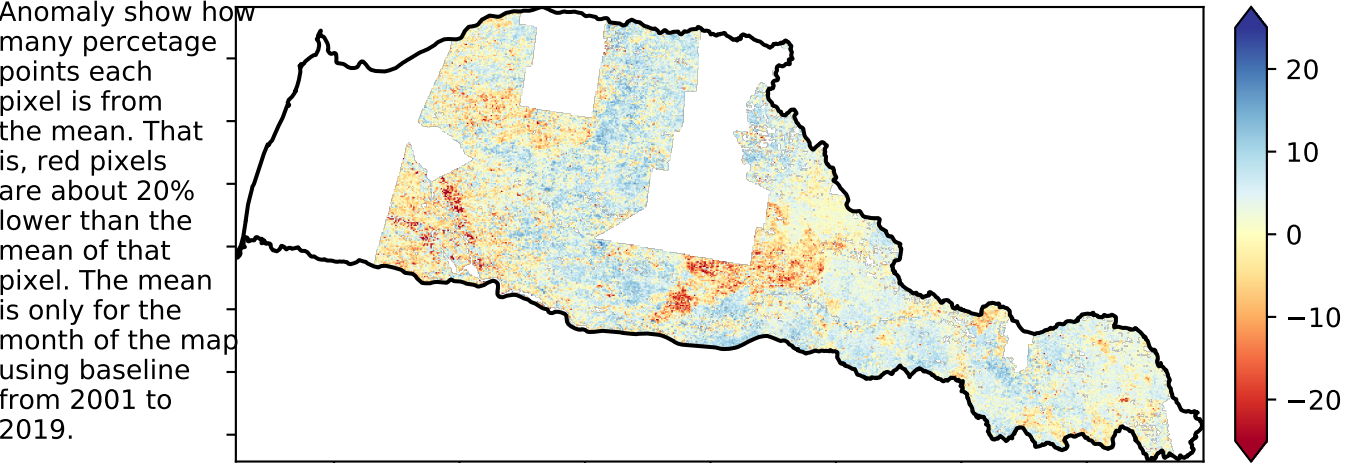 Anomaly show how
many percetage
points each
pixel is from
the mean. That
is, red pixels
are about 20%
lower than the
mean of that
pixel. The mean
is only for the
month of the map
using baseline
from 2001 to
2019.
20
10
0
−10
−20